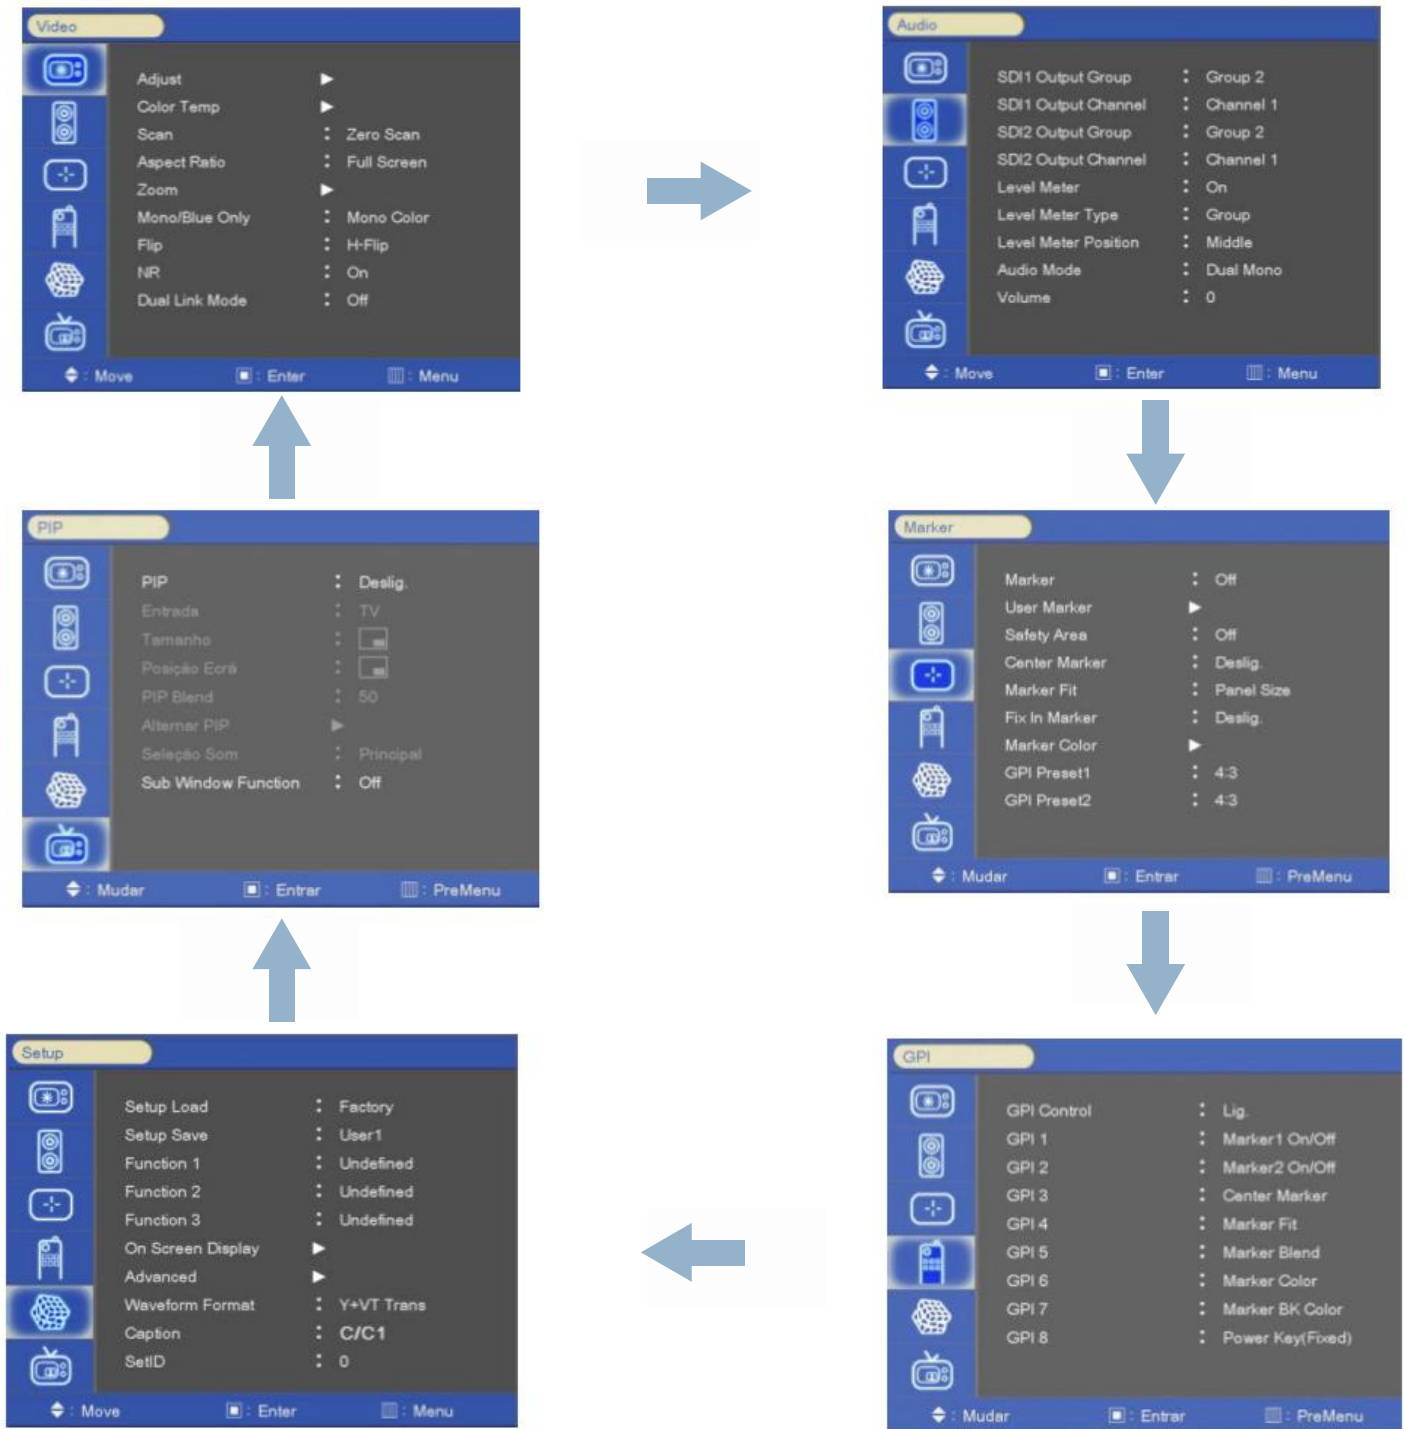 Video
Adjust
Color Temp
Scan : Zero Scan
Aspect Ratio : Full Screen
Zoom
Mono/Blue Only : Mono Color
Flip : H-Flip
NR : On
Dual Link Mode : Off
: Move : Enter : Menu
Audio
SDI1 Output Group : Group 2
SDI1 Output Channel : Channel 1
SDI2 Output Group : Group 2
SDI2 Output Channel : Channel 1
Level Meter : On
Level Meter Type : Group
Level Meter Position : Middle
Audio Mode : Dual Mono
Volume : 0
: Move : Enter : Menu
PIP
PIP : Deslig.
Entrada : TV
Tamanho :
Posição Ecrã :
PIP Blend : 50
Alternar PIP
Seleção Som : Principal
Sub Window Function : Off
: Mudar : Entrar : PreMenu
Marker
Marker : Off
User Marker
Safety Area : Off
Center Marker : Deslig.
Marker Fit : Panel Size
Fix In Marker : Deslig.
Marker Color
GPI Preset1 : 4:3
GPI Preset2 : 4:3
: Mudar : Entrar : PreMenu
Setup
Setup Load : Factory
Setup Save : User1
Function 1 : Undefined
Function 2 : Undefined
Function 3 : Undefined
On Screen Display
Advanced
Waveform Format : Y+VT Trans
Caption : C/C1
SetID : 0
: Move : Enter : Menu
GPI
GPI Control : Lig.
GPI 1 : Marker1 On/Off
GPI 2 : Marker2 On/Off
GPI 3 : Center Marker
GPI 4 : Marker Fit
GPI 5 : Marker Blend
GPI 6 : Marker Color
GPI 7 : Marker BK Color
GPI 8 : Power Key(Fixed)
: Mudar : Entrar : PreMenu